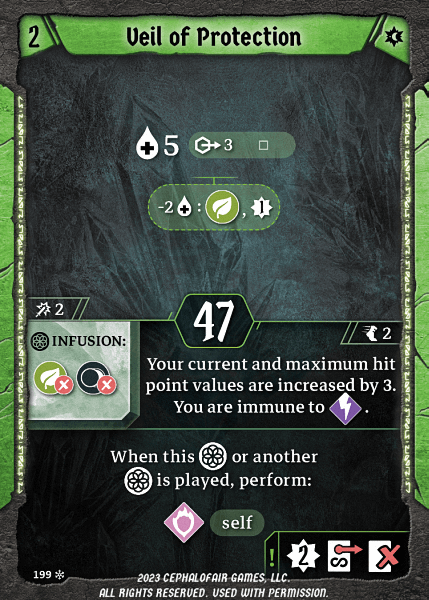 2
Veil of Protection
5 3
-2 : , 1
2
47
2
INFUSION:
Your current and maximum hit
point values are increased by 3.
You are immune to .
When this or another
is played, perform:
self
! 2
199
2023 CEPHALOFAIR GAMES, LLC.
ALL RIGHTS RESERVED. USED WITH PERMISSION.